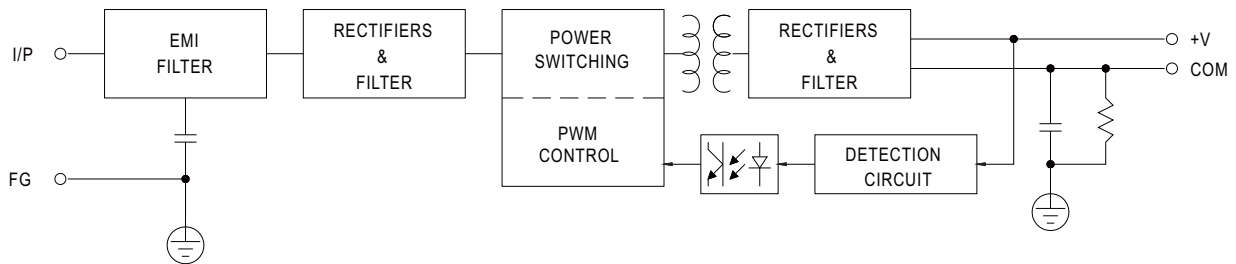 I/P
EMI
FILTER
RECTIFIERS
&
FILTER
POWER
SWITCHING
PWM
CONTROL
RECTIFIERS
&
FILTER
+V
COM
DETECTION
CIRCUIT
FG